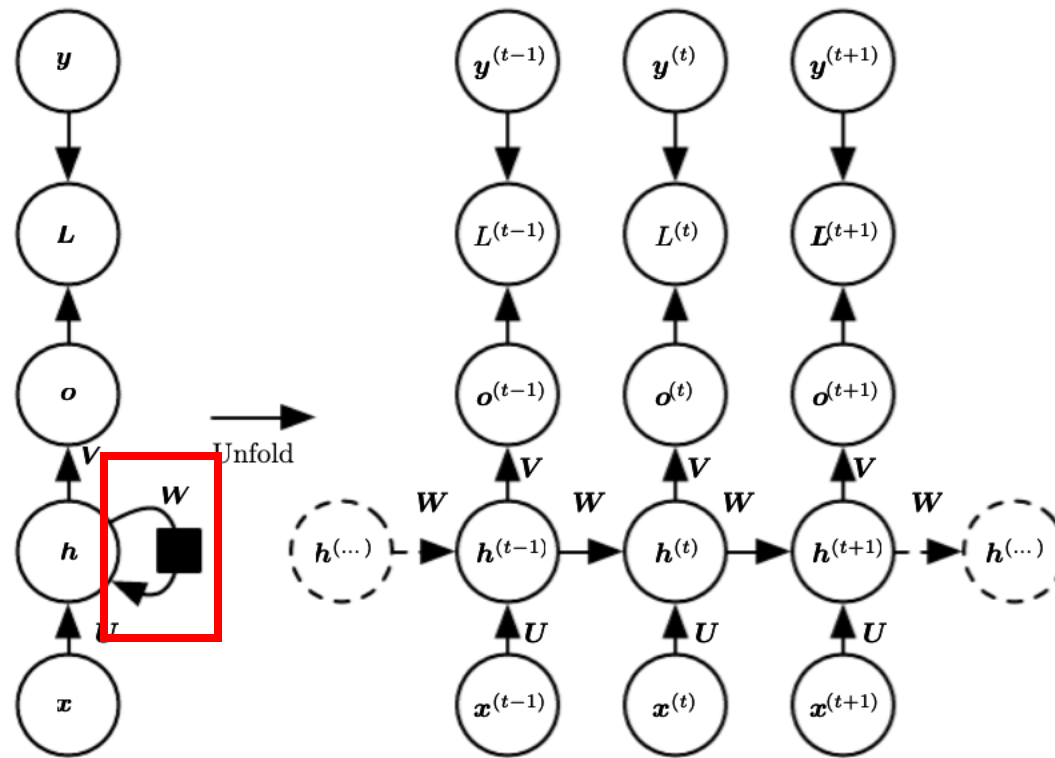 y y^(t−1) y^(t) y^(t+1)
L L^(t−1) L^(t) L^(t+1)
o o^(t−1) o^(t) o^(t+1)
Unfold
V V V V
W W W W W
h h^(...) h^(t−1) h^(t) h^(t+1) h^(...)
U U U U
x x^(t−1) x^(t) x^(t+1)